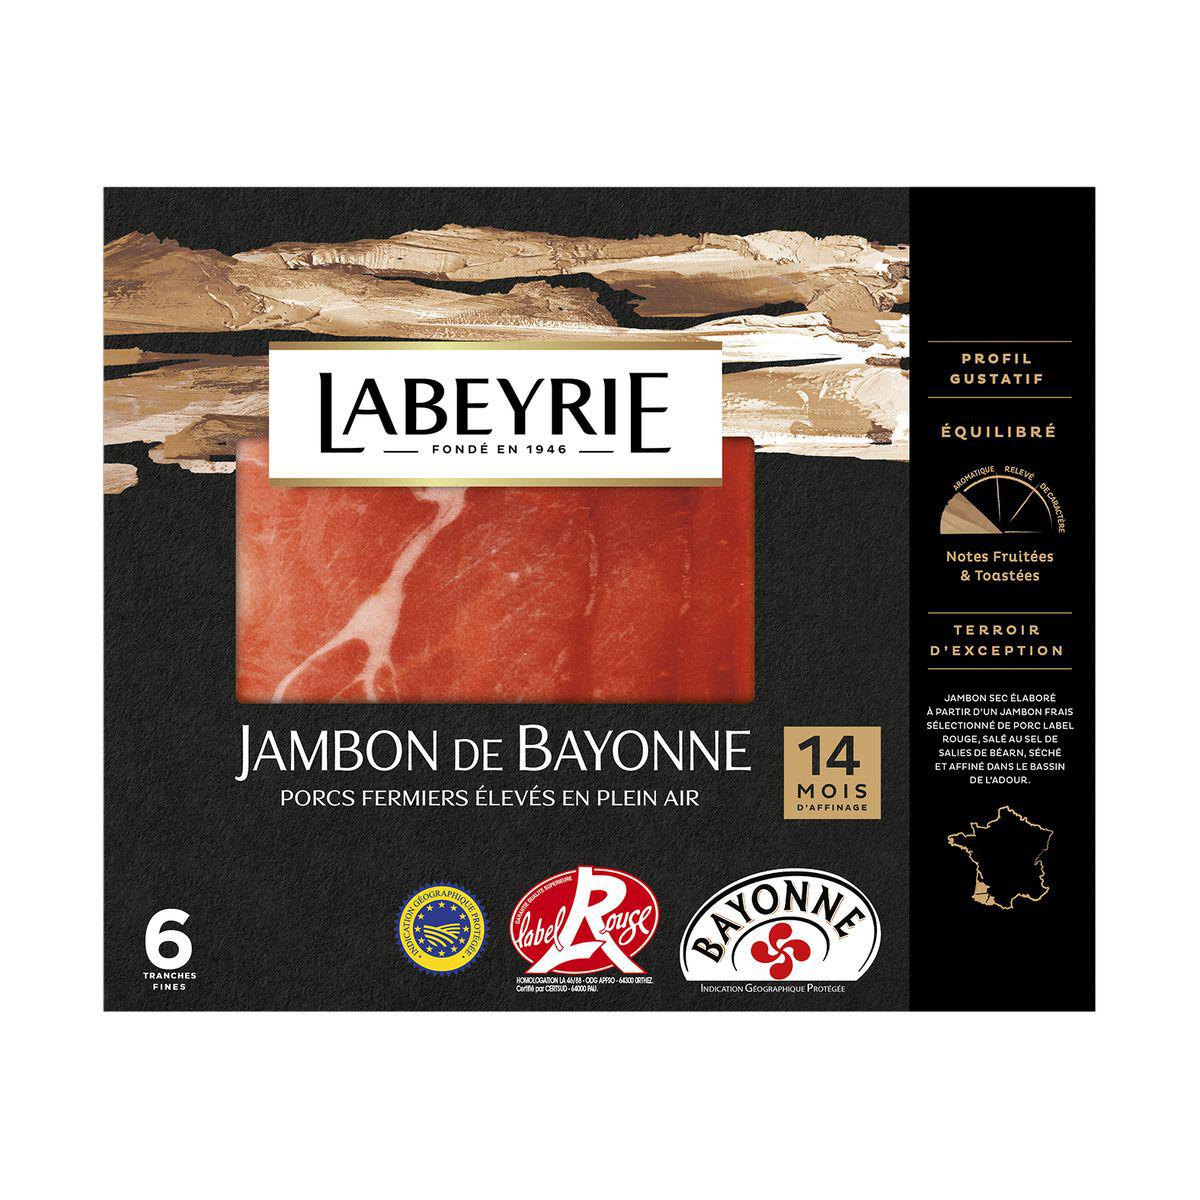 LABEYRIE
FONDÉ EN 1946
JAMBON DE BAYONNE
PORCS FERMIERS ÉLEVÉS EN PLEIN AIR
14
MOIS
D'AFFINAGE
6
TRANCHES
FINES
INDICATION GÉOGRAPHIQUE PROTÉGÉE
GARANTIE QUALITÉ SUPÉRIEURE
label Rouge
HOMOLOGATION LA 46/88 - ODG APPSO - 64300 ORTHEZ.
Certifié par CERTISUD - 64000 PAU.
BAYONNE
INDICATION GÉOGRAPHIQUE PROTÉGÉE
PROFIL
GUSTATIF
ÉQUILIBRÉ
AROMATIQUE RELEVÉ DE CARACTÈRE
Notes Fruitées
& Toastées
TERROIR
D'EXCEPTION
JAMBON SEC ÉLABORÉ
À PARTIR D'UN JAMBON FRAIS
SÉLECTIONNÉ DE PORC LABEL
ROUGE, SALÉ AU SEL DE
SALIES DE BÉARN, SÉCHÉ
ET AFFINÉ DANS LE BASSIN
DE L'ADOUR.